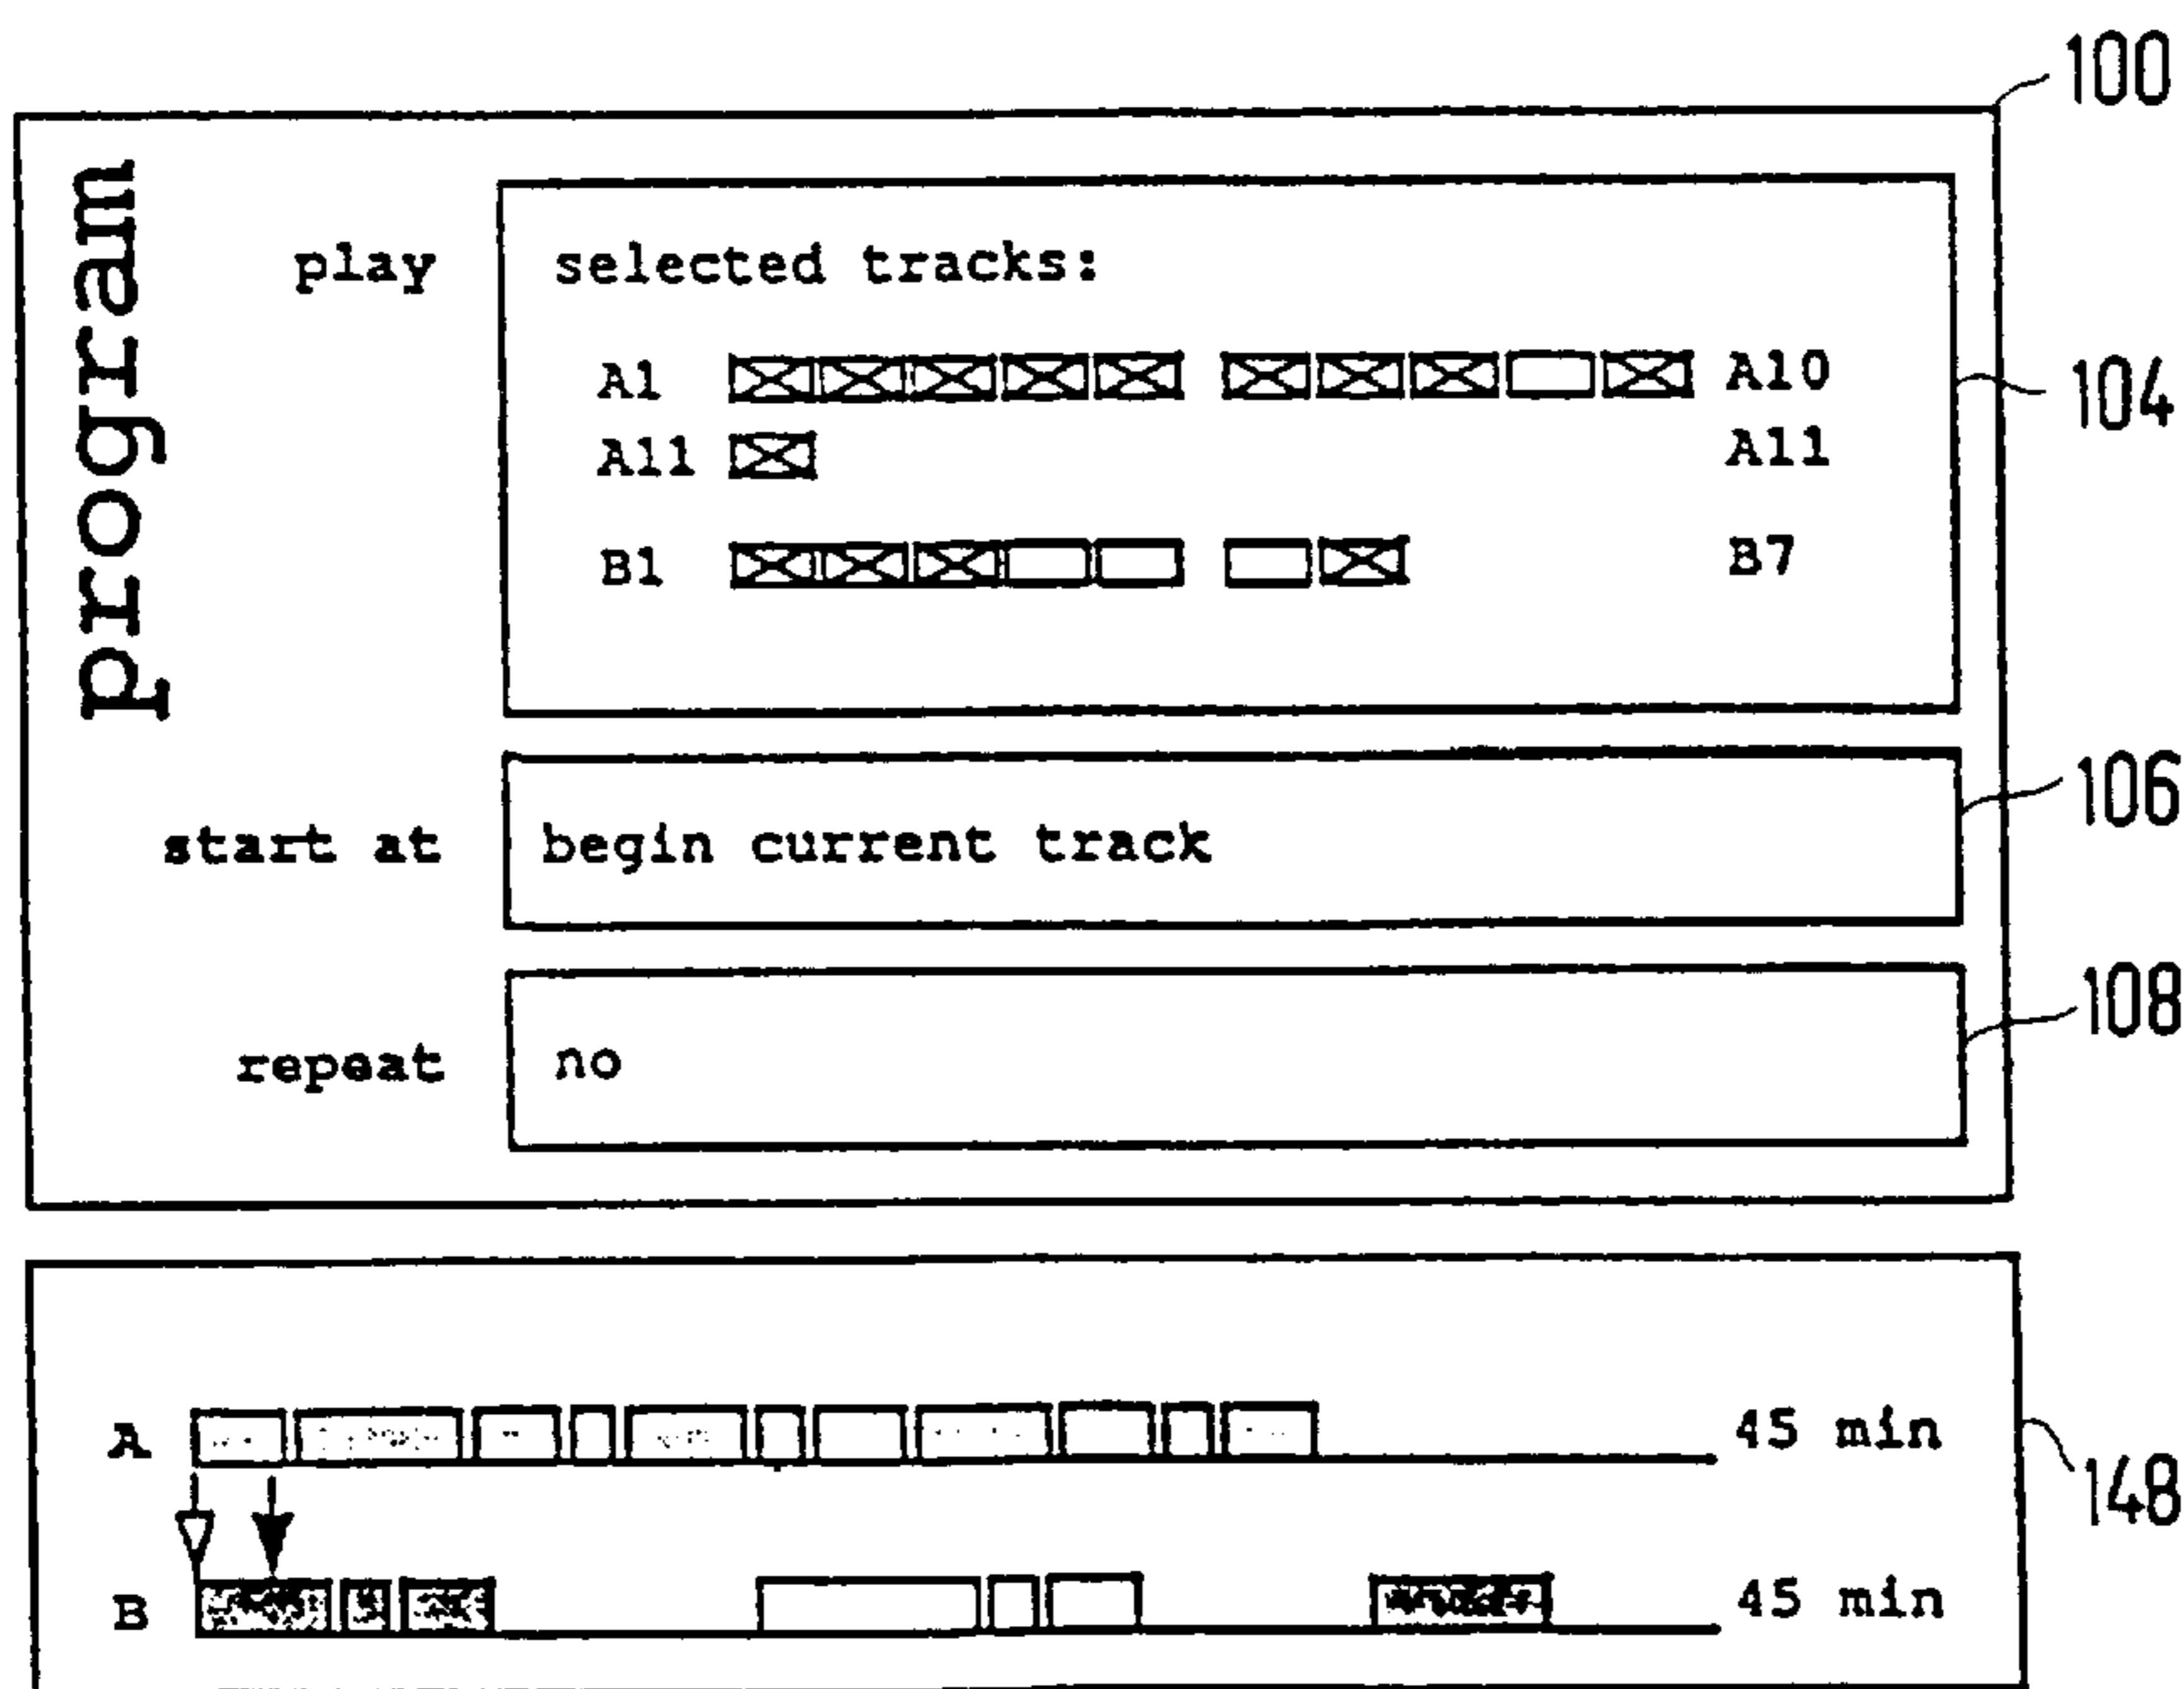 100
program
play selected tracks:
A1 A10
104
A11 A11
B1 B7
106
start at begin current track
108
repeat no
A 45 min
148
B 45 min